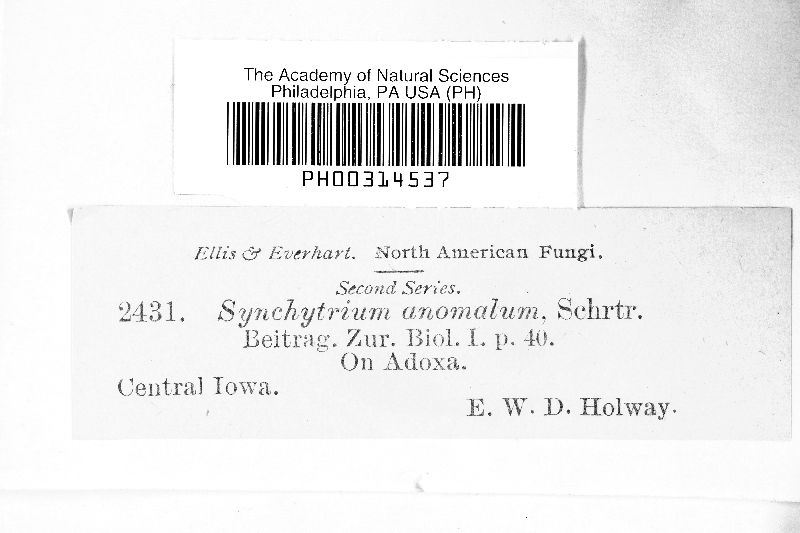 The Academy of Natural Sciences
Philadelphia, PA USA (PH)
PH00314537
Ellis & Everhart. North American Fungi.
Second Series.
2431. Synchytrium anomalum, Schrtr.
Beitrag. Zur. Biol. I. p. 40.
On Adoxa.
Central Iowa.
E. W. D. Holway.